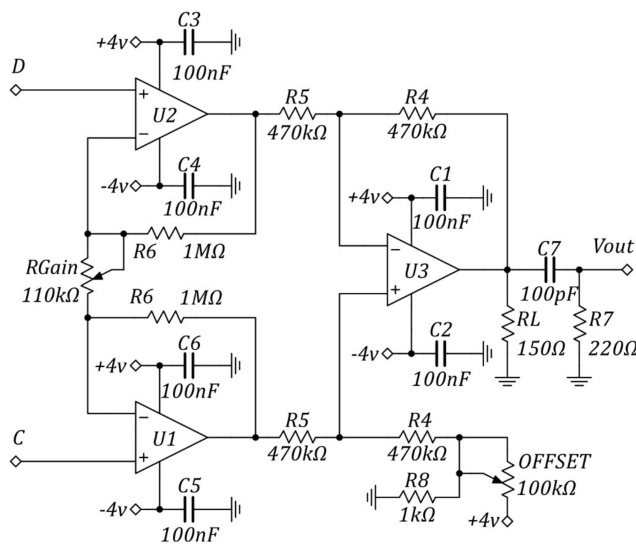 C3
+4v
100nF
D
R5
R4
+
U2
−
470kΩ
470kΩ
C4
-4v
100nF
C1
+4v
100nF
R6
1MΩ
RGain
110kΩ
−
U3
+
C7
Vout
100pF
R6
1MΩ
RL
150Ω
R7
220Ω
C6
+4v
100nF
C2
-4v
100nF
−
U1
+
R5
R4
C
470kΩ
470kΩ
OFFSET
100kΩ
R8
1kΩ
C5
-4v
100nF
+4v